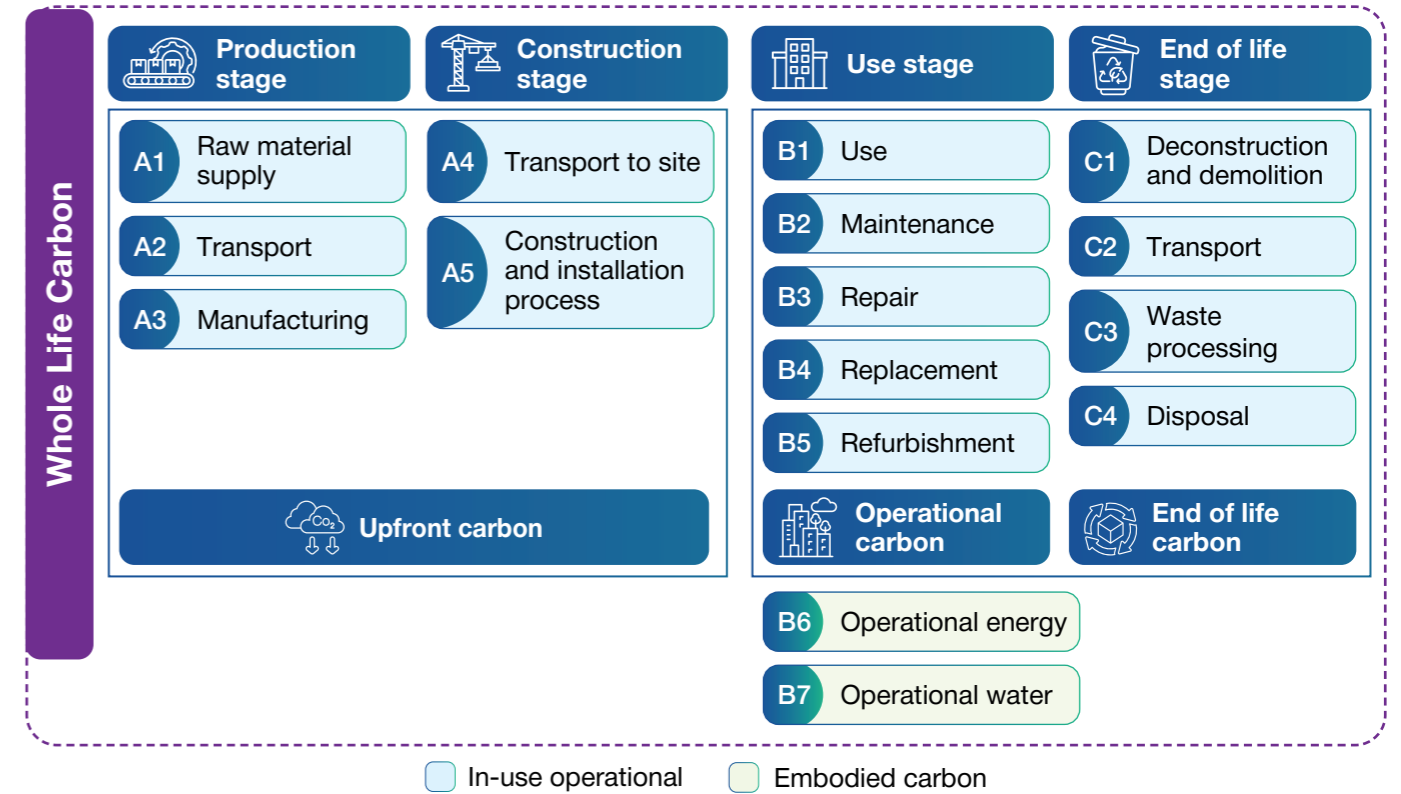 Whole Life Carbon
Production
stage
A1
Raw material
supply
A2
Transport
A3
Manufacturing
Construction
stage
A4
Transport to site
A5
Construction
and installation
process
CO₂
Upfront carbon
Use stage
B1
Use
B2
Maintenance
B3
Repair
B4
Replacement
B5
Refurbishment
Operational
carbon
B6
Operational energy
B7
Operational water
End of life
stage
C1
Deconstruction
and demolition
C2
Transport
C3
Waste
processing
C4
Disposal
End of life
carbon
In-use operational
Embodied carbon